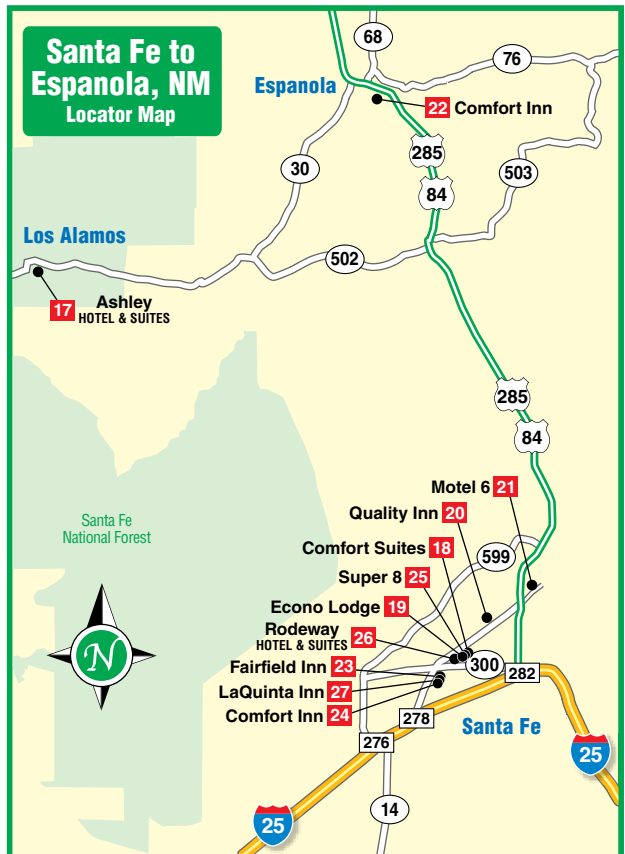 Santa Fe to
Espanola, NM
Locator Map
68
76
Espanola
22 Comfort Inn
285
84
30
503
Los Alamos
502
17 Ashley
HOTEL & SUITES
285
84
Motel 6 21
Quality Inn 20
Santa Fe
National Forest
Comfort Suites 18
599
Super 8 25
Econo Lodge 19
Rodeway
HOTEL & SUITES 26
300
Fairfield Inn 23
282
LaQuinta Inn 27
Comfort Inn 24
278
Santa Fe
276
25
14
25
N